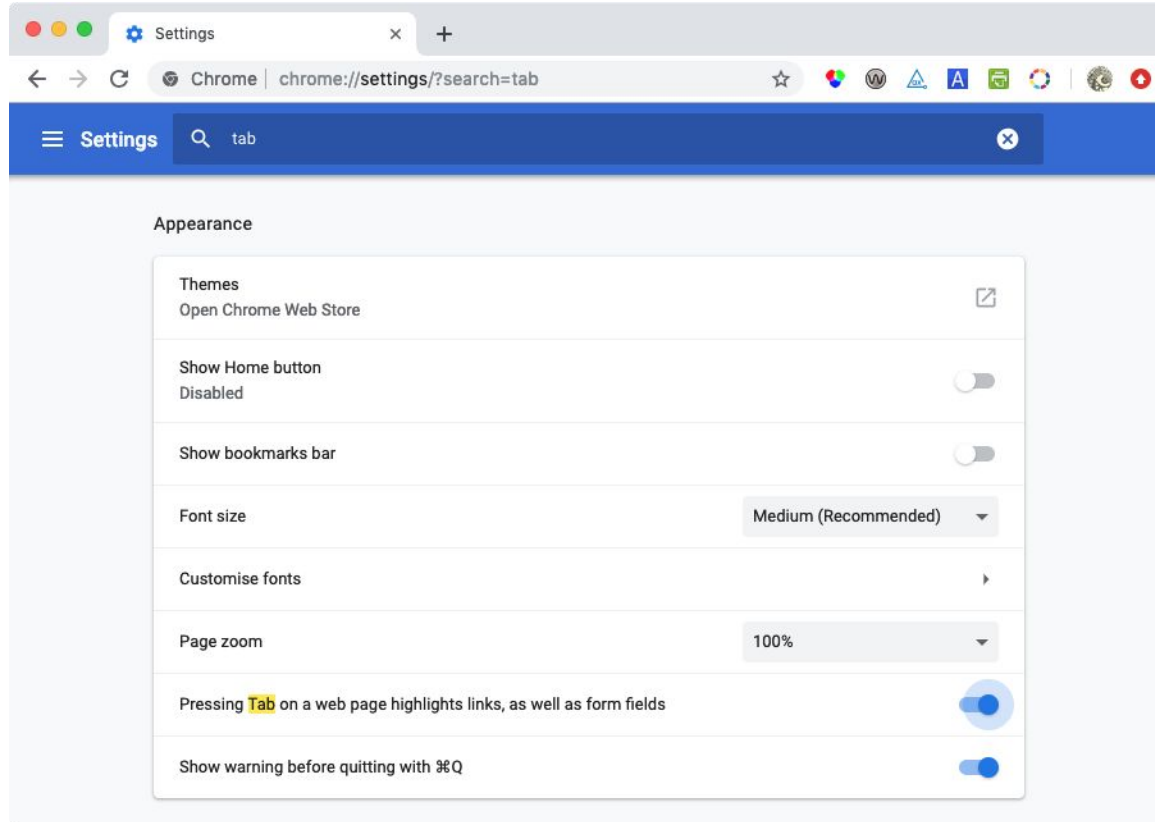 Settings
Chrome chrome://settings/?search=tab
Settings tab
Appearance
Themes
Open Chrome Web Store
Show Home button
Disabled
Show bookmarks bar
Font size Medium (Recommended)
Customise fonts
Page zoom 100%
Pressing Tab on a web page highlights links, as well as form fields
Show warning before quitting with ⌘Q